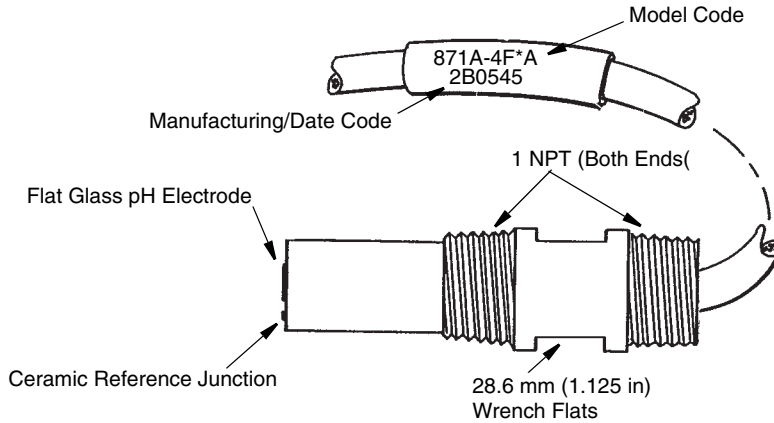 Model Code
871A-4F*A
2B0545
Manufacturing/Date Code
1 NPT (Both Ends(
Flat Glass pH Electrode
Ceramic Reference Junction
28.6 mm (1.125 in)
Wrench Flats